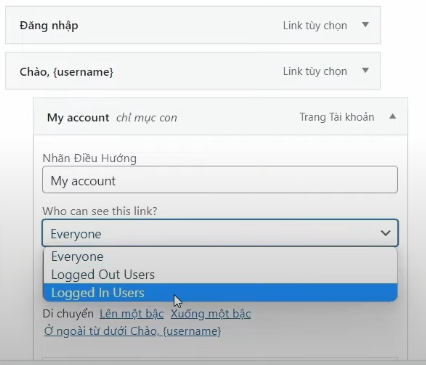 Đăng nhập Link tùy chọn
Chào, {username} Link tùy chọn
My account chỉ mục con Trang Tài khoản
Nhãn Điều Hướng
My account
Who can see this link?
Everyone
Everyone
Logged Out Users
Logged In Users
Di chuyển Lên một bậc Xuống một bậc
Ở ngoài từ dưới Chào, {username}